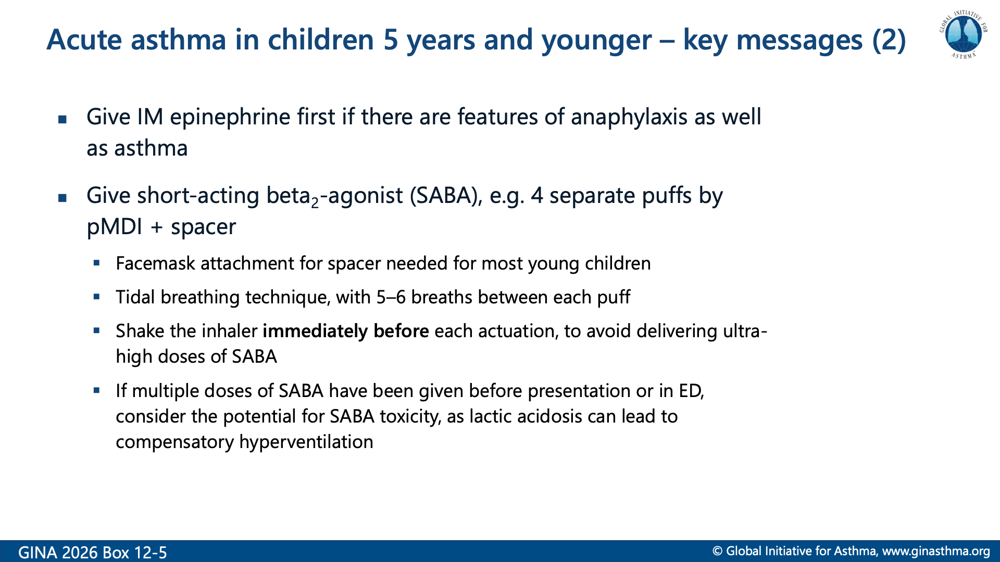 Acute asthma in children 5 years and younger – key messages (2)
GLOBAL INITIATIVE FOR
ASTHMA
Give IM epinephrine first if there are features of anaphylaxis as well
as asthma
Give short-acting beta₂-agonist (SABA), e.g. 4 separate puffs by
pMDI + spacer
Facemask attachment for spacer needed for most young children
Tidal breathing technique, with 5–6 breaths between each puff
Shake the inhaler immediately before each actuation, to avoid delivering ultra-
high doses of SABA
If multiple doses of SABA have been given before presentation or in ED,
consider the potential for SABA toxicity, as lactic acidosis can lead to
compensatory hyperventilation
GINA 2026 Box 12-5
© Global Initiative for Asthma, www.ginasthma.org